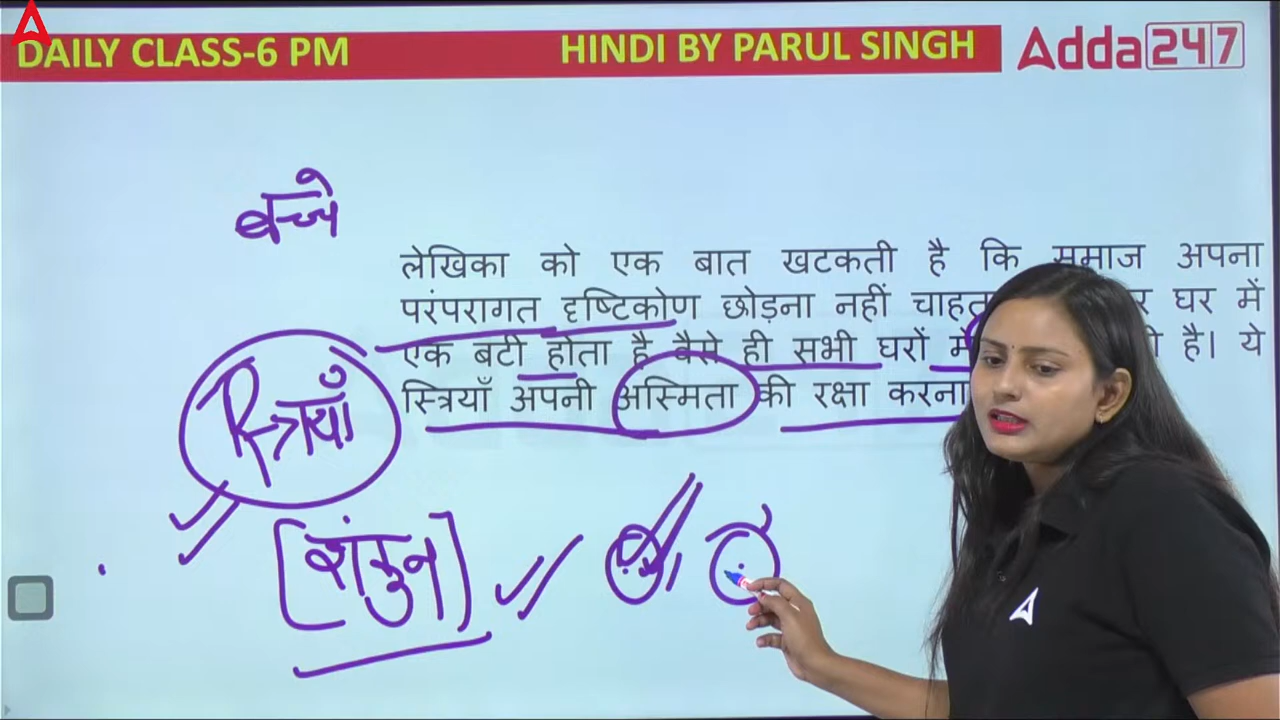 DAILY CLASS-6 PM
HINDI BY PARUL SINGH
Adda247
बच्चे
लेखिका को एक बात खटकती है कि समाज अपना
परंपरागत दृष्टिकोण छोड़ना नहीं घर में
एक बटी होता है वैसे ही सभी घरों है। ये
स्त्रियाँ अपनी अस्मिता की रक्षा करना
स्त्रियाँ